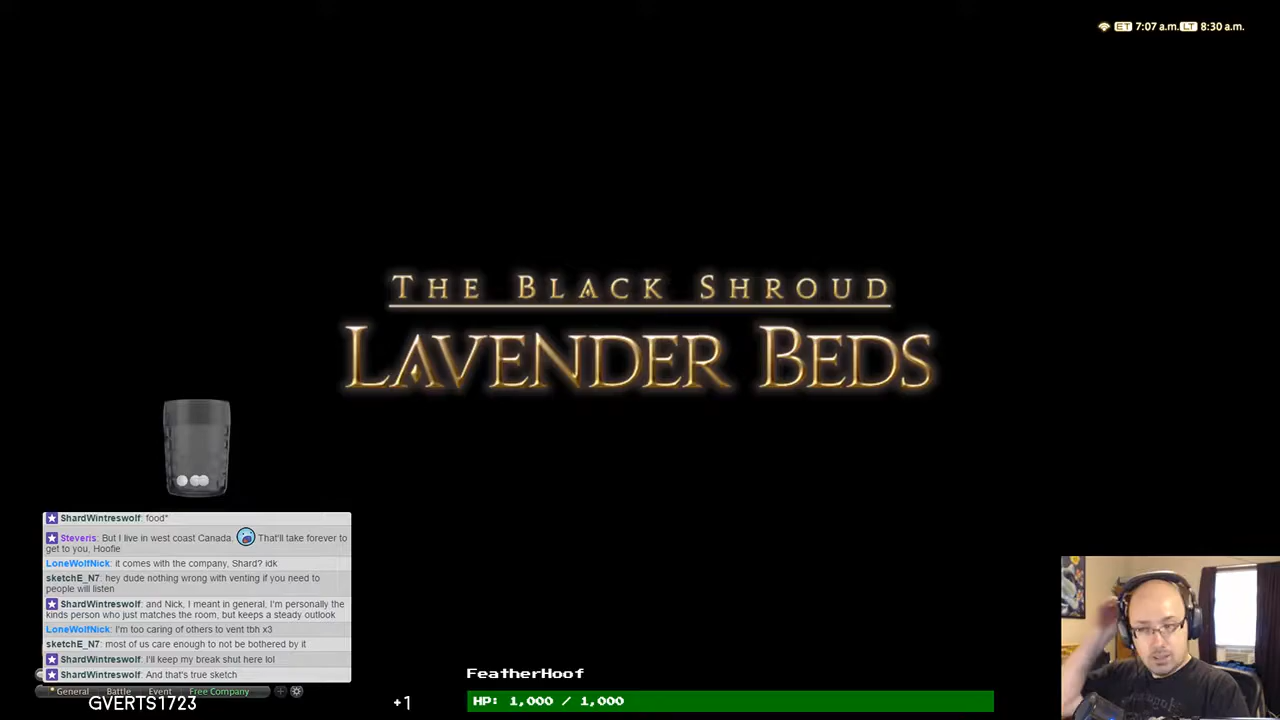 ET 7:07 a.m. LT 8:30 a.m.
THE BLACK SHROUD
LAVENDER BEDS
ShardWintreswolf: food*
Steveris: But I live in west coast Canada. That'll take forever to
get to you, Hoofie
LoneWolfNick: it comes with the company, Shard? idk
sketchE_N7: hey dude nothing wrong with venting if you need to
people will listen
ShardWintreswolf: and Nick, I meant in general, I'm personally the
kinds person who just matches the room, but keeps a steady outlook
LoneWolfNick: I'm too caring of others to vent tbh x3
sketchE_N7: most of us care enough to not be bothered by it
ShardWintreswolf: I'll keep my break shut here lol
ShardWintreswolf: And that's true sketch
General Battle Event Free Company
GVERTS1723 +1
FeatherHoof
HP: 1,000 / 1,000